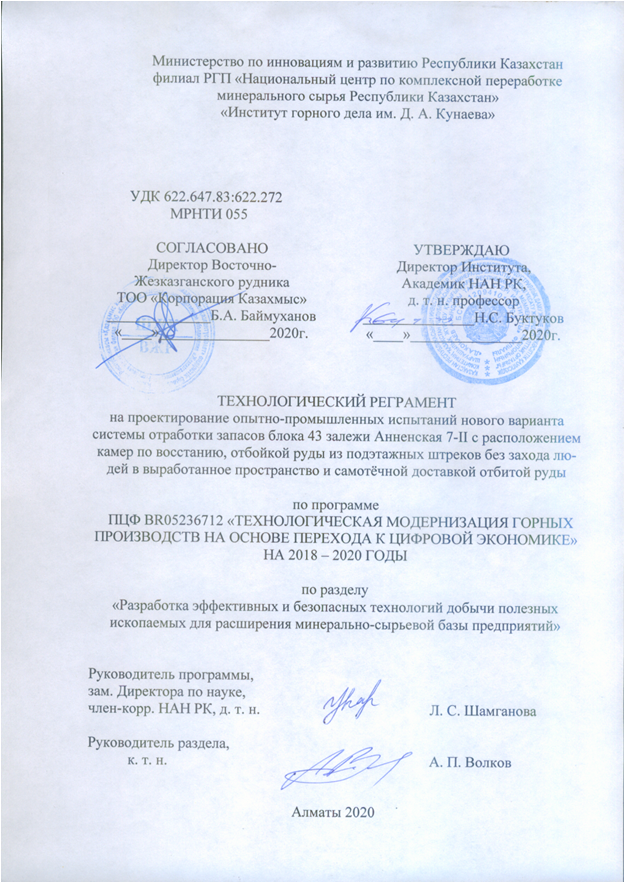 Министерство по инновациям и развитию Республики Казахстан
филиал РГП «Национальный центр по комплексной переработке
минерального сырья Республики Казахстан»
«Институт горного дела им. Д. А. Кунаева»
УДК 622.647.83:622.272
МРНТИ 055
СОГЛАСОВАНО
Директор Восточно-
Жезказганского рудника
ТОО «Корпорация Казахмыс»
______________Б.А. Баймуханов
«____»_______________2020г.
УТВЕРЖДАЮ
Директор Института,
Академик НАН РК,
д. т. н. профессор
______________Н.С. Буктуков
«____»_______________2020г.
ТЕХНОЛОГИЧЕСКИЙ РЕГРАМЕНТ
на проектирование опытно-промышленных испытаний нового варианта
системы отработки запасов блока 43 залежи Анненская 7-II с расположением
камер по восстанию, отбойкой руды из подэтажных штреков без захода лю-
дей в выработанное пространство и самотёчной доставкой отбитой руды
по программе
ПЦФ BR05236712 «ТЕХНОЛОГИЧЕСКАЯ МОДЕРНИЗАЦИЯ ГОРНЫХ
ПРОИЗВОДСТВ НА ОСНОВЕ ПЕРЕХОДА К ЦИФРОВОЙ ЭКОНОМИКЕ»
НА 2018 – 2020 ГОДЫ
по разделу
«Разработка эффективных и безопасных технологий добычи полезных
ископаемых для расширения минерально-сырьевой базы предприятий»
Руководитель программы,
зам. Директора по науке,
член-корр. НАН РК, д. т. н.
Л. С. Шамганова
Руководитель раздела,
к. т. н.
А. П. Волков
Алматы 2020